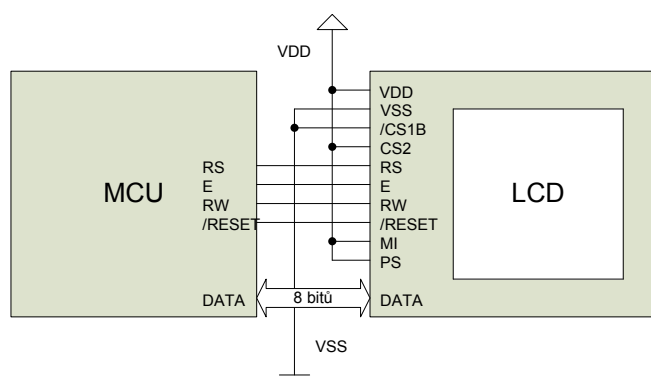 VDD
VDD
VSS
/CS1B
CS2
RS
RS
E
E
MCU
LCD
RW
RW
/RESET
/RESET
MI
PS
DATA
8 bitů
DATA
VSS